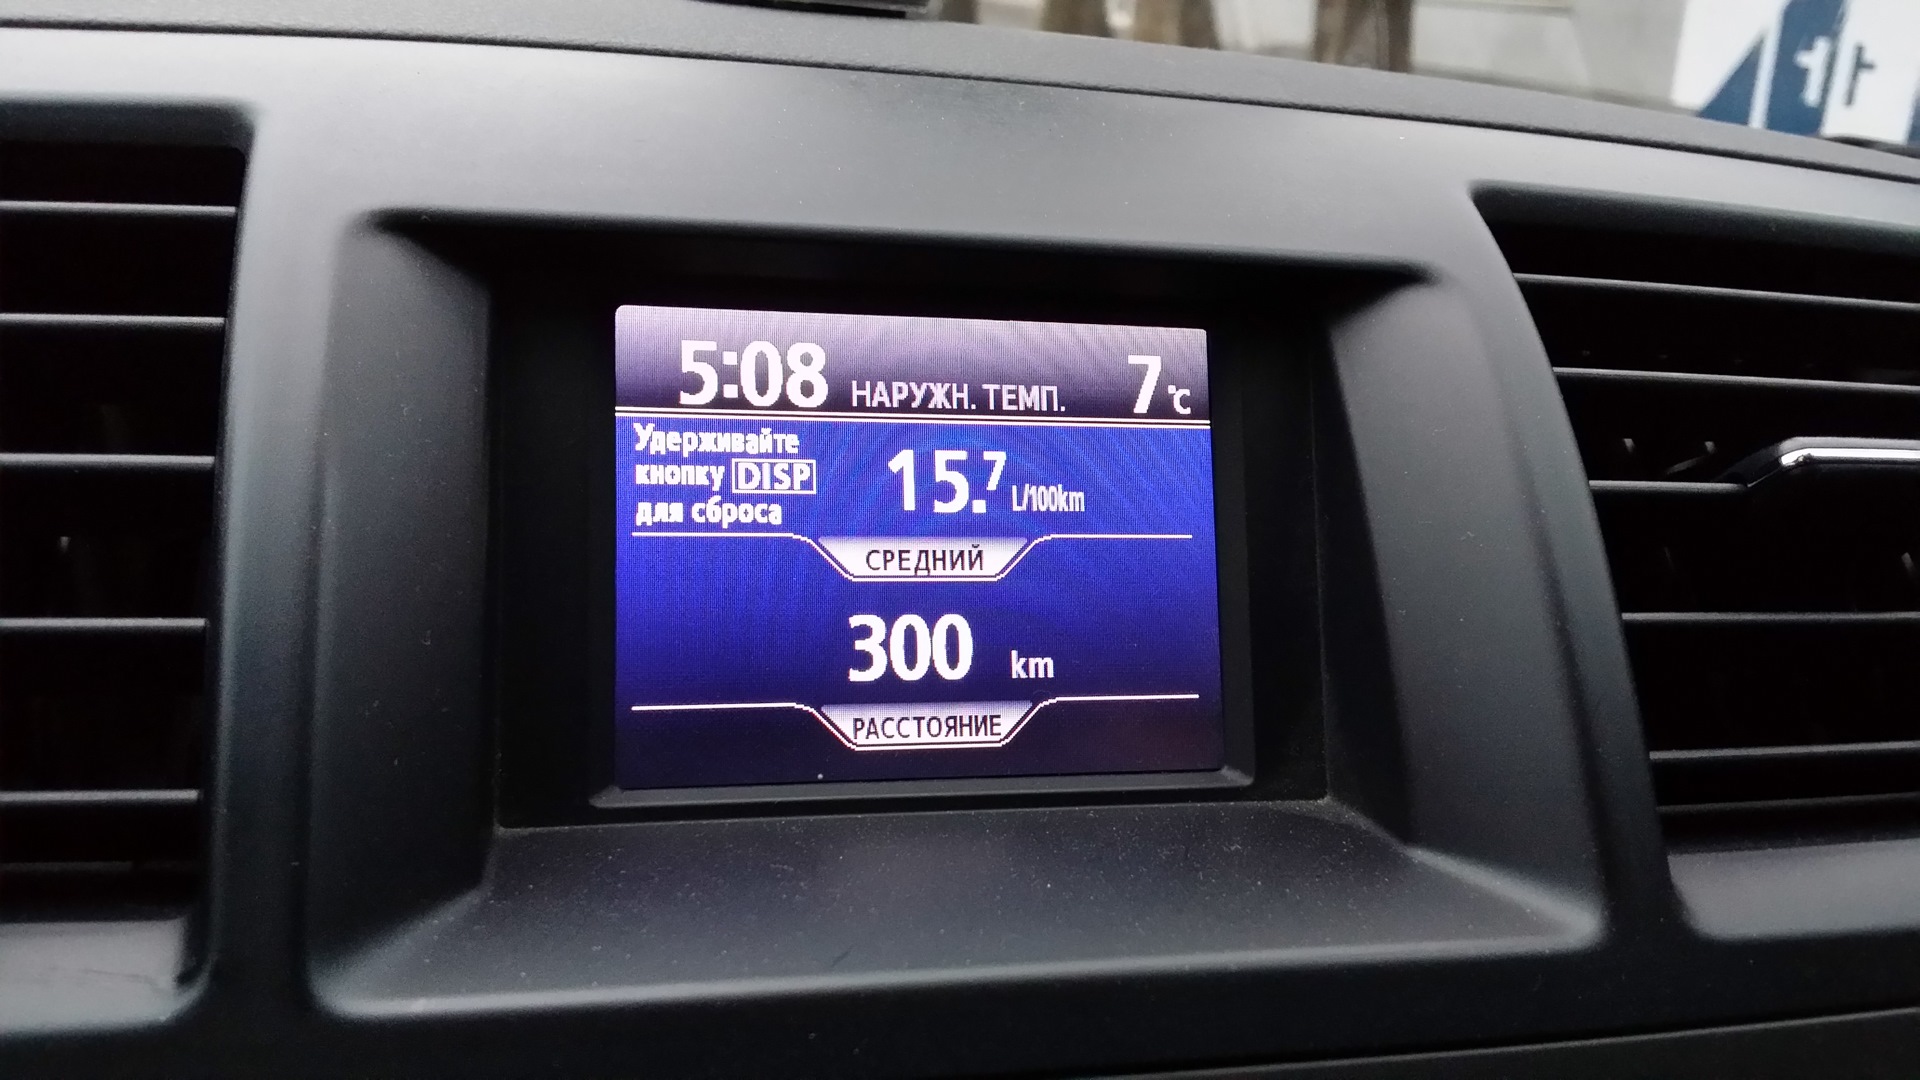 5:08 НАРУЖН. ТЕМП. 7 °C
Удерживайте
кнопку DISP
для сброса
15.7 L/100km
СРЕДНИЙ
300 km
РАССТОЯНИЕ